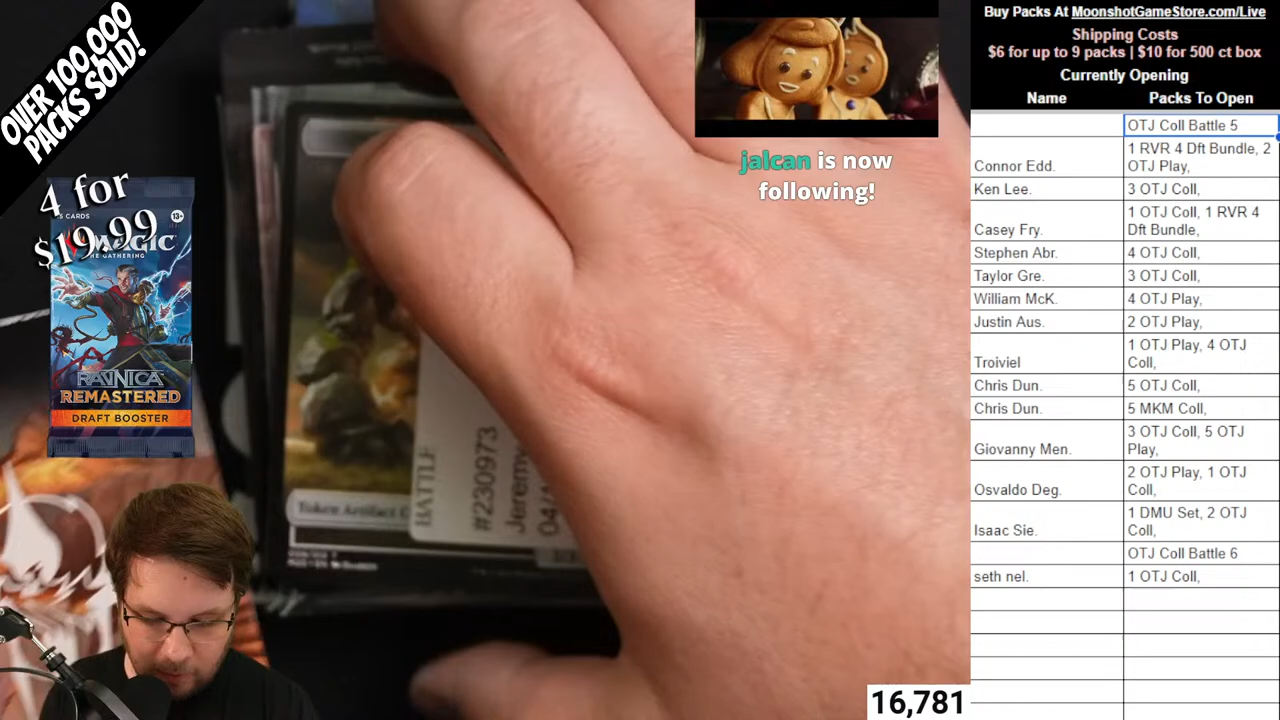 OVER 100,000
PACKS SOLD!
4 for
$19.99
CARDS
13+
MAGIC
THE GATHERING
RAVNICA
REMASTERED
DRAFT BOOSTER
Token Artifact
BATTLE
#230973
Jeremy
04/
jalcan is now
following!
16,781
Buy Packs At MoonshotGameStore.com/Live
Shipping Costs
$6 for up to 9 packs | $10 for 500 ct box
Currently Opening
Name Packs To Open
OTJ Coll Battle 5
Connor Edd. 1 RVR 4 Dft Bundle, 2
OTJ Play,
Ken Lee. 3 OTJ Coll,
Casey Fry. 1 OTJ Coll, 1 RVR 4
Dft Bundle,
Stephen Abr. 4 OTJ Coll,
Taylor Gre. 3 OTJ Coll,
William McK. 4 OTJ Play,
Justin Aus. 2 OTJ Play,
Troiviel 1 OTJ Play, 4 OTJ
Coll,
Chris Dun. 5 OTJ Coll,
Chris Dun. 5 MKM Coll,
Giovanny Men. 3 OTJ Coll, 5 OTJ
Play,
Osvaldo Deg. 2 OTJ Play, 1 OTJ
Coll,
Isaac Sie. 1 DMU Set, 2 OTJ
Coll,
OTJ Coll Battle 6
seth nel. 1 OTJ Coll,